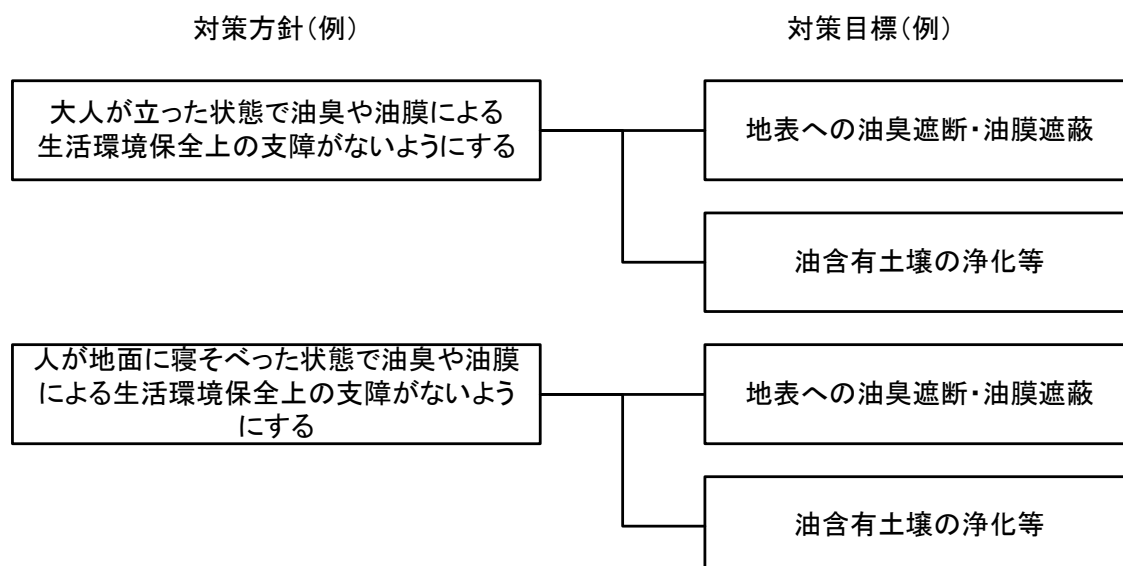 対策方針(例)
対策目標(例)
大人が立った状態で油臭や油膜による
生活環境保全上の支障がないようにする
地表への油臭遮断・油膜遮蔽
油含有土壌の浄化等
人が地面に寝そべった状態で油臭や油膜
による生活環境保全上の支障がないよう
にする
地表への油臭遮断・油膜遮蔽
油含有土壌の浄化等